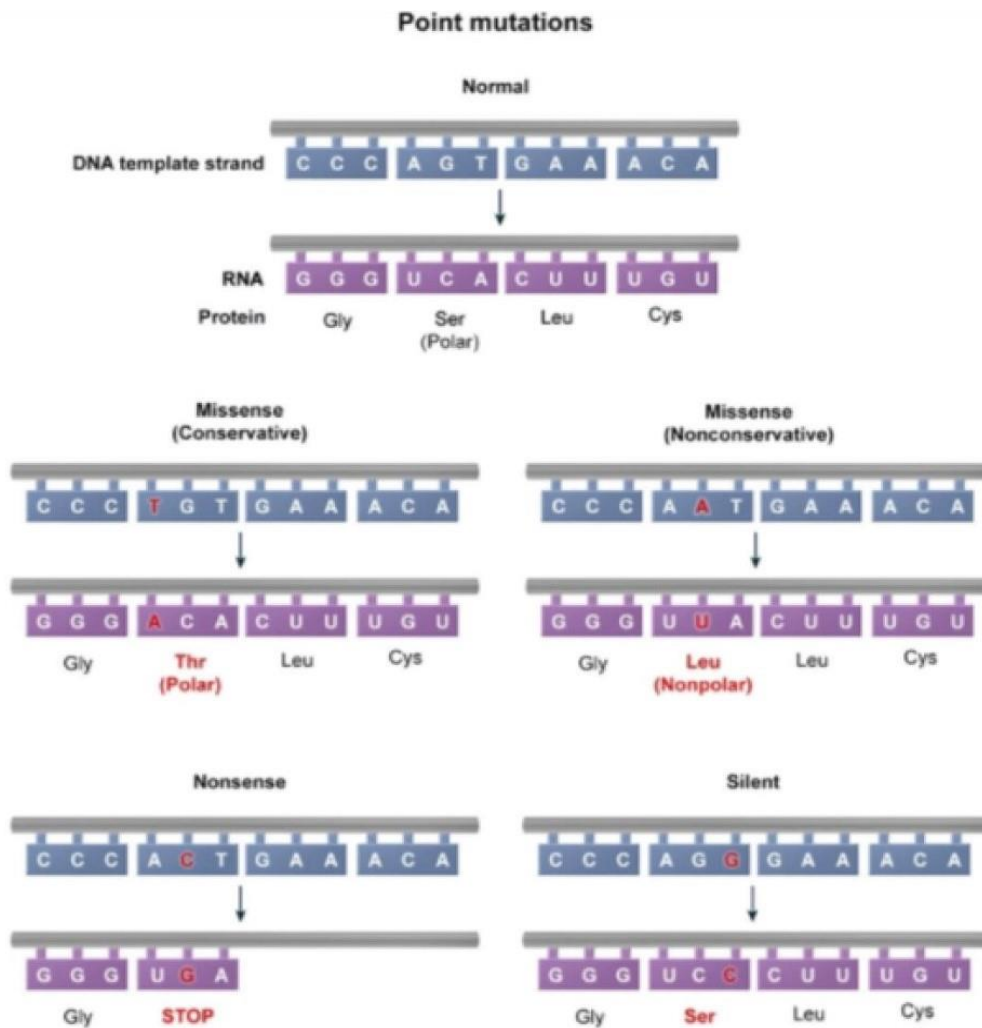 Point mutations
Normal
DNA template strand C C C A G T G A A A C A
RNA G G G U C A C U U U G U
Protein Gly Ser Leu Cys
(Polar)
Missense
(Conservative)
C C C T G T G A A A C A
G G G A C A C U U U G U
Gly Thr Leu Cys
(Polar)
Missense
(Nonconservative)
C C C A A T G A A A C A
G G G U U A C U U U G U
Gly Leu Leu Cys
(Nonpolar)
Nonsense
C C C A C T G A A A C A
G G G U G A
Gly STOP
Silent
C C C A G G G A A A C A
G G G U C C C U U U G U
Gly Ser Leu Cys